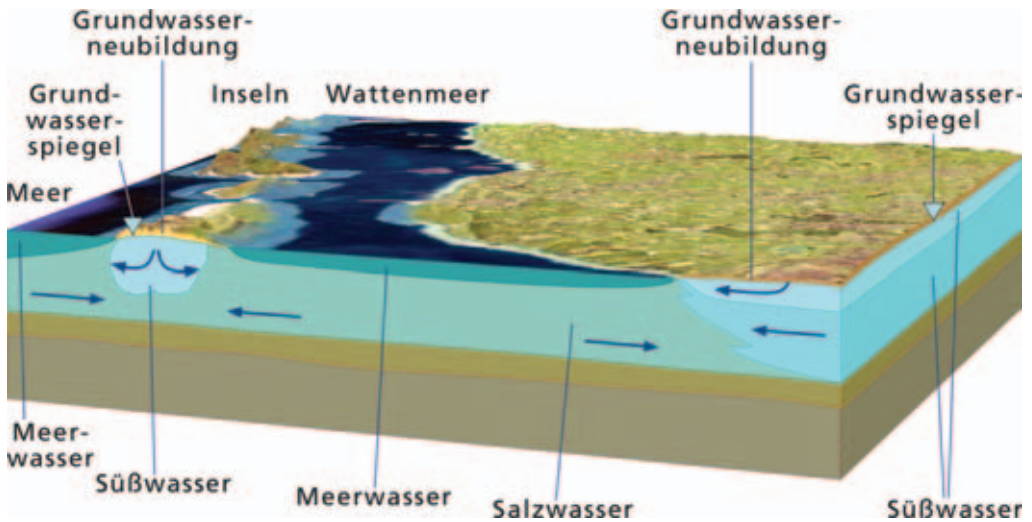 Grundwasser-
neubildung
Grundwasser-
neubildung
Grund-
wasser-
spiegel
Inseln
Wattenmeer
Grundwasser-
spiegel
Meer
Meer-
wasser
Süßwasser
Meerwasser
Salzwasser
Süßwasser